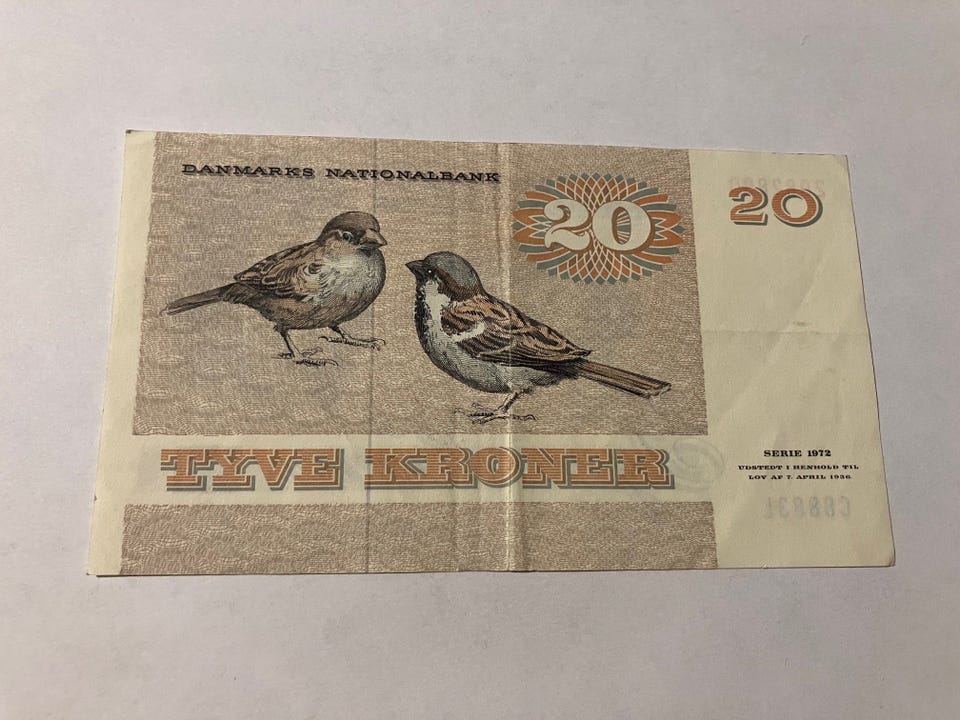 DANMARKS NATIONALBANK
20
20
TYVE KRONER
SERIE 1972
UDSTEDT I HENHOLD TIL
LOV AF 7. APRIL 1936